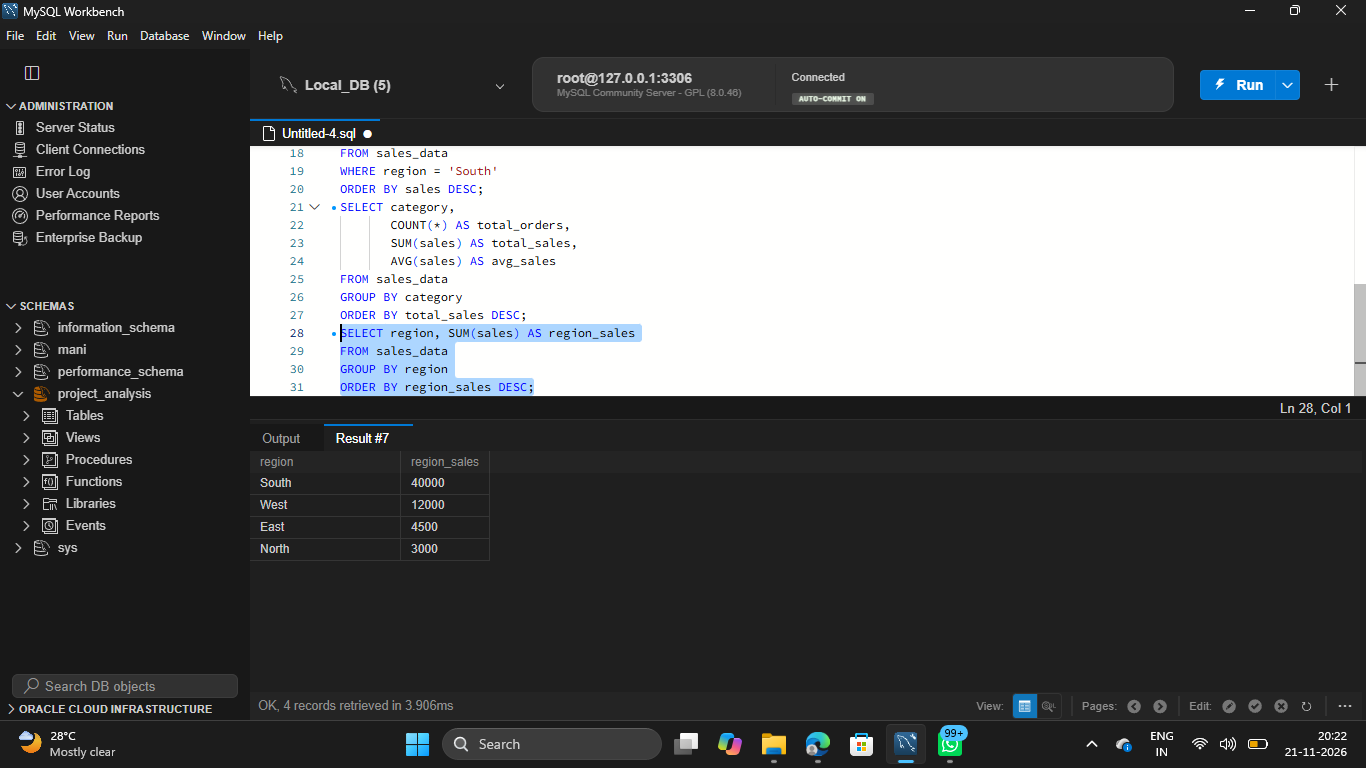 MySQL Workbench
File Edit View Run Database Window Help
Local_DB (5)
root@127.0.0.1:3306
MySQL Community Server - GPL (8.0.46)
Connected
AUTO-COMMIT ON
Run
ADMINISTRATION
Server Status
Client Connections
Error Log
User Accounts
Performance Reports
Enterprise Backup
SCHEMAS
information_schema
mani
performance_schema
project_analysis
Tables
Views
Procedures
Functions
Libraries
Events
sys
Search DB objects
ORACLE CLOUD INFRASTRUCTURE
Untitled-4.sql
18 FROM sales_data
19 WHERE region = 'South'
20 ORDER BY sales DESC;
21 SELECT category,
22 COUNT(*) AS total_orders,
23 SUM(sales) AS total_sales,
24 AVG(sales) AS avg_sales
25 FROM sales_data
26 GROUP BY category
27 ORDER BY total_sales DESC;
28 SELECT region, SUM(sales) AS region_sales
29 FROM sales_data
30 GROUP BY region
31 ORDER BY region_sales DESC;
Ln 28, Col 1
Output Result #7
region region_sales
South 40000
West 12000
East 4500
North 3000
OK, 4 records retrieved in 3.906ms
View: Pages: Edit:
28°C
Mostly clear
Search
99+
ENG
IN
20:22
21-11-2026